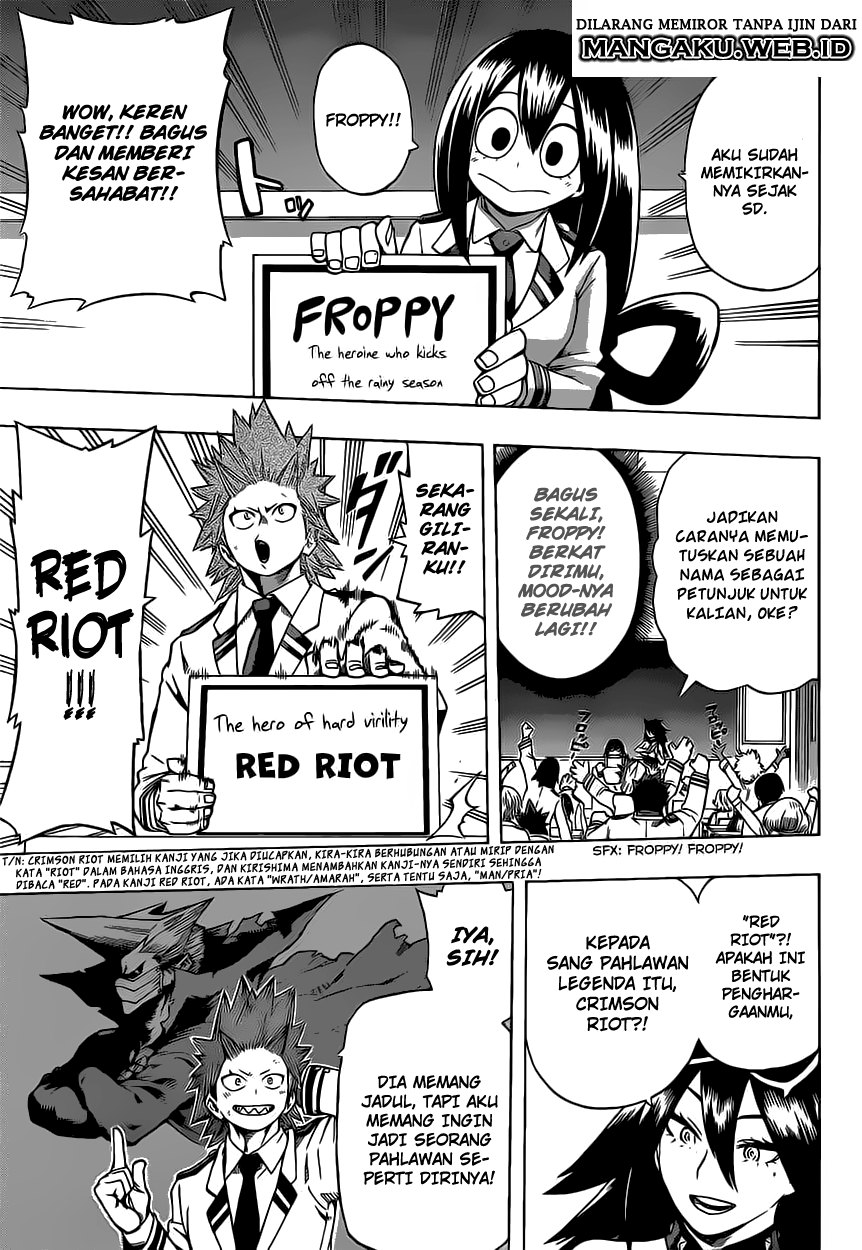 DILARANG MEMIROR TANPA IJIN DARI
MANGAKU.WEB.ID
AKU SUDAH
MEMIKIRKAN-
NYA SEJAK
SD.
FROPPY!!
WOW, KEREN
BANGET!! BAGUS
DAN MEMBERI
KESAN BER-
SAHABAT!!
FROPPY
The heroine who kicks
off the rainy season
JADIKAN
CARANYA MEMU-
TUSKAN SEBUAH
NAMA SEBAGAI
PETUNJUK UNTUK
KALIAN, OKE?
BAGUS
SEKALI,
FROPPY!
BERKAT
DIRIMU,
MOOD-NYA
BERUBAH
LAGI!!
SFX: FROPPY! FROPPY!
SEKA-
RANG
GILI-
RAN-
KU!!
RED
RIOT
!!!
The hero of hard virility
RED RIOT
T/N: CRIMSON RIOT MEMILIH KANJI YANG JIKA DIUCAPKAN, KIRA-KIRA BERHUBUNGAN ATAU MIRIP DENGAN
KATA "RIOT" DALAM BAHASA INGGRIS, DAN KIRISHIMA MENAMBAHKAN KANJI-NYA SENDIRI SEHINGGA
DIBACA "RED". PADA KANJI RED RIOT, ADA KATA "WRATH/AMARAH", SERTA TENTU SAJA, "MAN/PRIA"!
"RED
RIOT"?!
APAKAH INI
BENTUK
PENGHAR-
GAANMU,
KEPADA
SANG PAHLAWAN
LEGENDA ITU,
CRIMSON
RIOT?!
IYA,
SIH!
DIA MEMANG
JADUL, TAPI AKU
MEMANG INGIN
JADI SEORANG
PAHLAWAN SE-
PERTI DIRINYA!